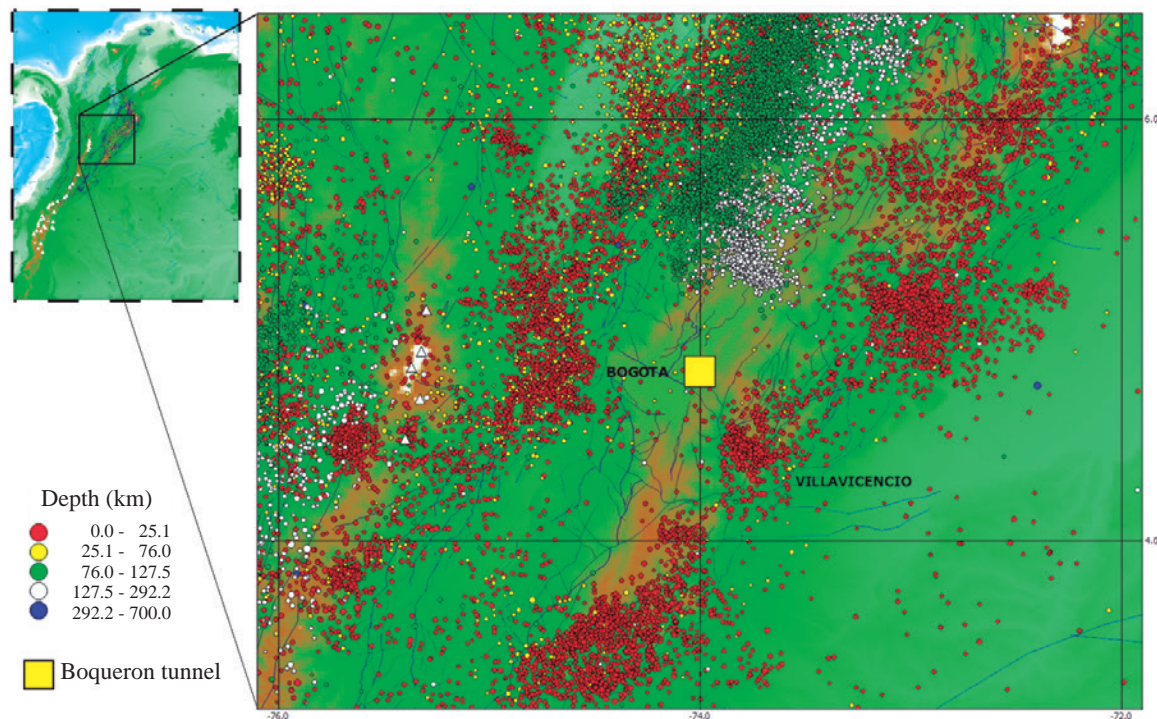 6.0
BOGOTA
VILLAVICENCIO
4.0
-76.0
-74.0
-72.0
Depth (km)
0.0 - 25.1
25.1 - 76.0
76.0 - 127.5
127.5 - 292.2
292.2 - 700.0
Boqueron tunnel